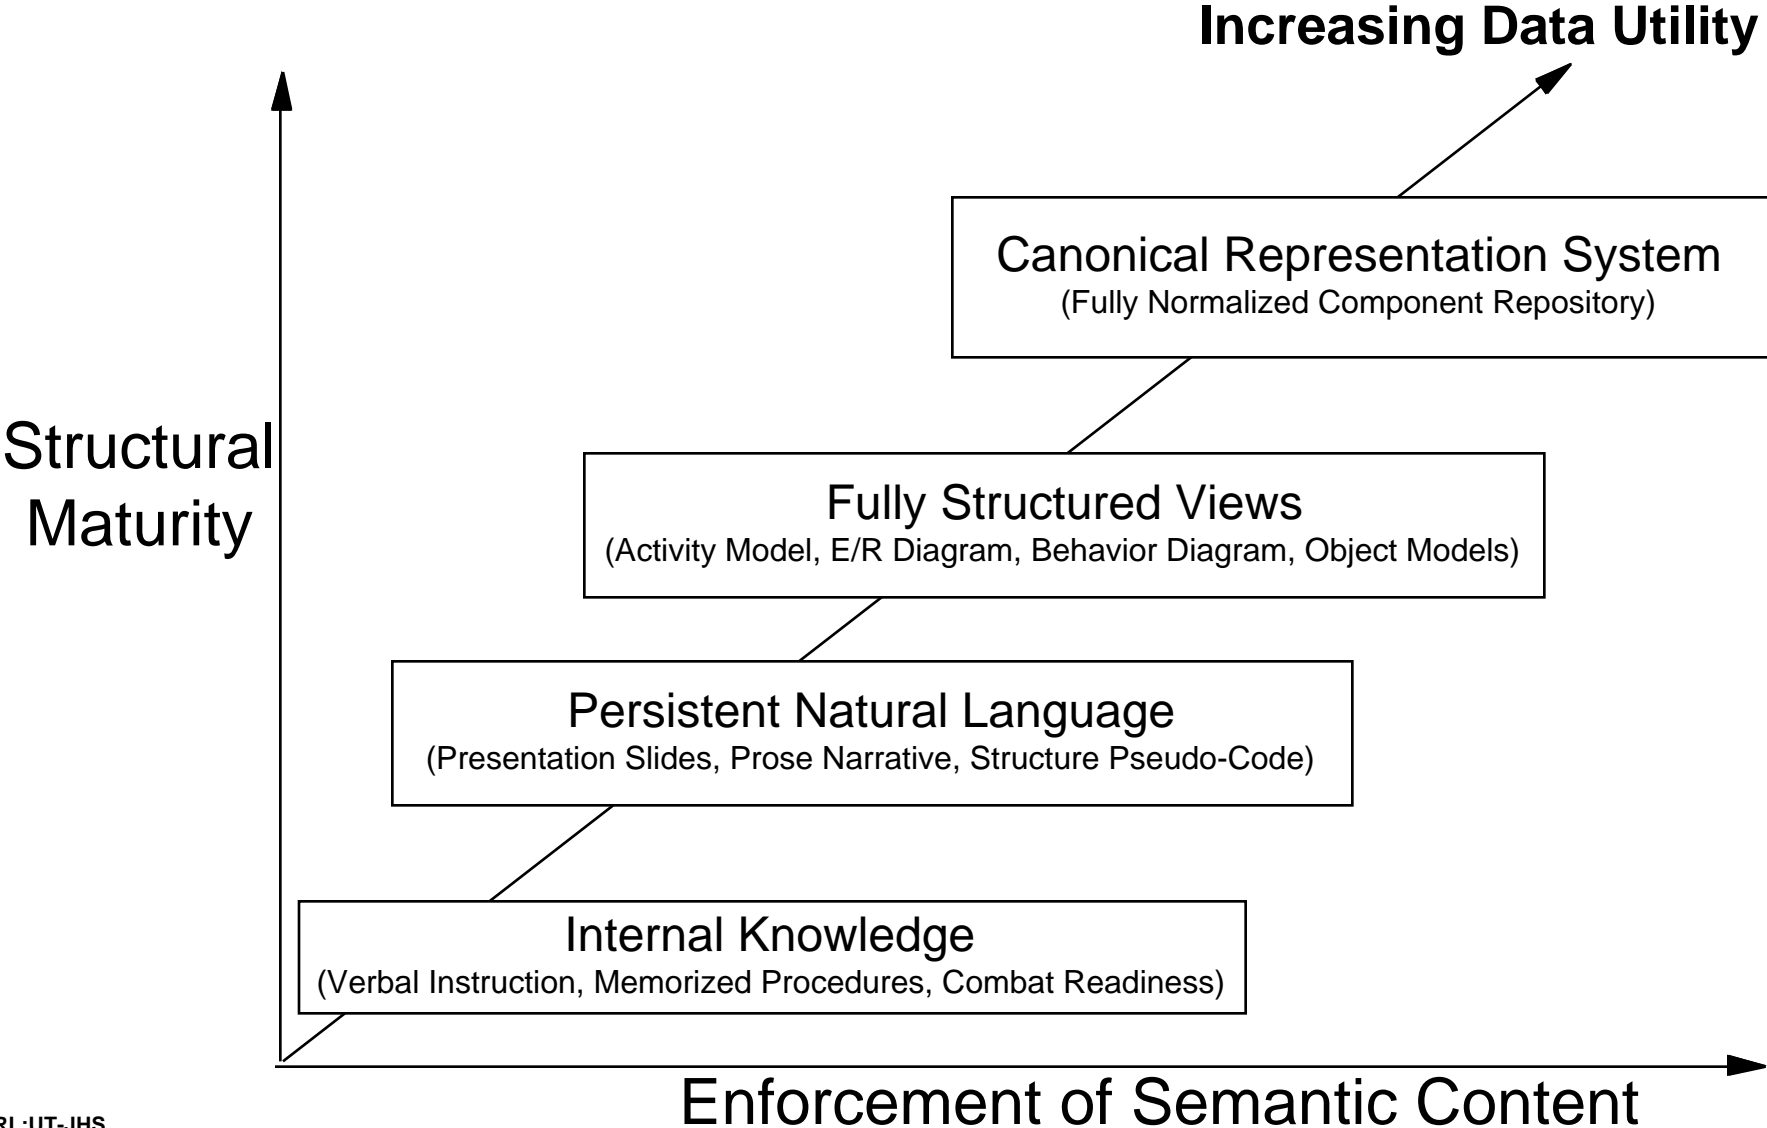 Increasing Data Utility
Canonical Representation System
(Fully Normalized Component Repository)
Structural
Maturity
Fully Structured Views
(Activity Model, E/R Diagram, Behavior Diagram, Object Models)
Persistent Natural Language
(Presentation Slides, Prose Narrative, Structure Pseudo-Code)
Internal Knowledge
(Verbal Instruction, Memorized Procedures, Combat Readiness)
Enforcement of Semantic Content